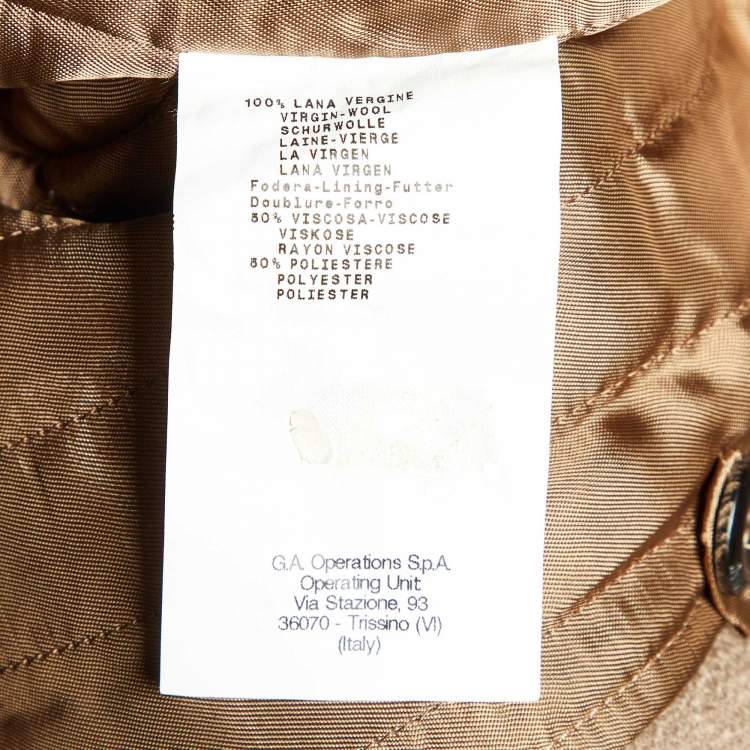 100% LANA VERGINE
VIRGIN-WOOL
SCHURWOLLE
LAINE-VIERGE
LA VIRGEN
LANA VIRGEN
Fodera-Lining-Futter
Doublure-Forro
50% VISCOSA-VISCOSE
VISKOSE
RAYON VISCOSE
50% POLIESTERE
POLYESTER
POLIESTER
G.A. Operations S.p.A.
Operating Unit
Via Stazione, 93
36070 - Trissino (VI)
(Italy)